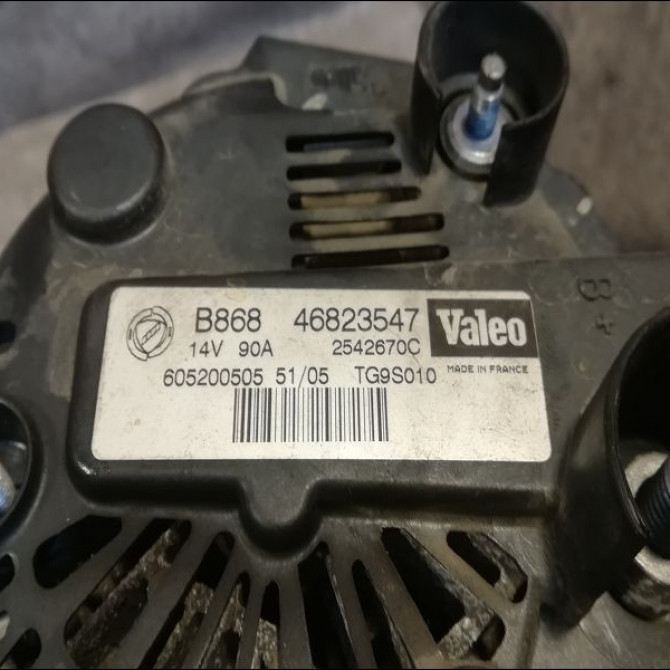 B868 46823547 Valeo
14V 90A 2542670C
MADE IN FRANCE
605200505 51/05 TG9S010
B+